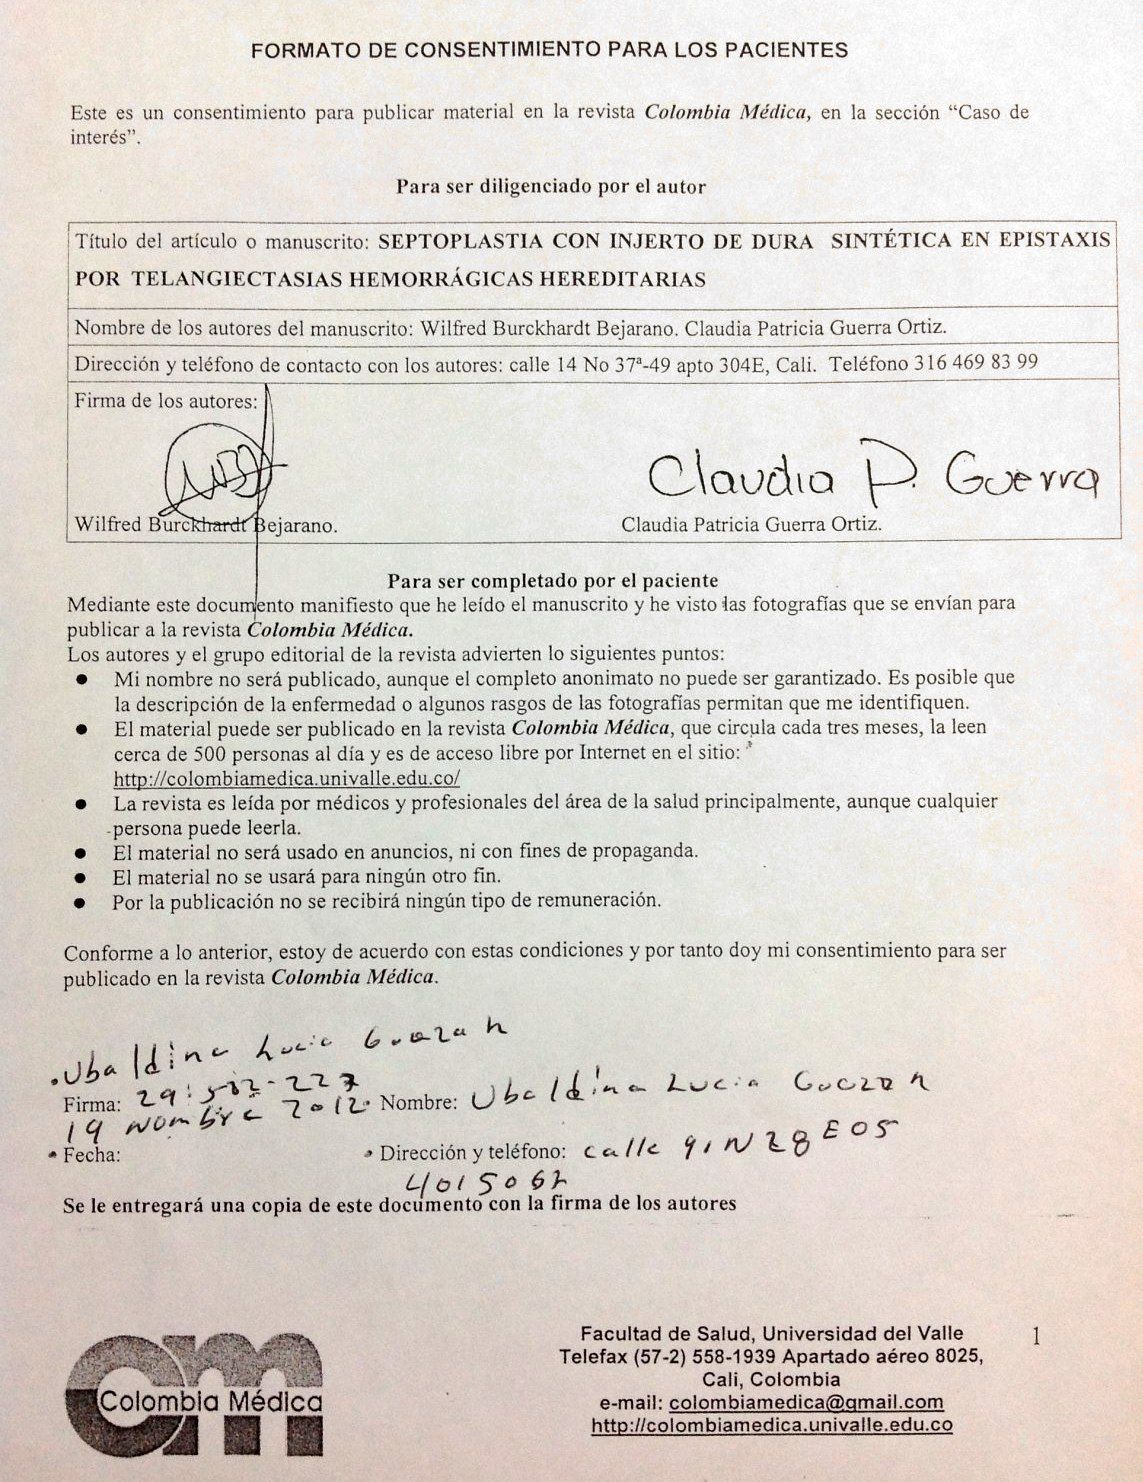 FORMATO DE CONSENTIMIENTO PARA LOS PACIENTES
Este es un consentimiento para publicar material en la revista Colombia Médica, en la sección “Caso de
interés”.
Para ser diligenciado por el autor
Título del artículo o manuscrito: SEPTOPLASTIA CON INJERTO DE DURA SINTÉTICA EN EPISTAXIS
POR TELANGIECTASIAS HEMORRÁGICAS HEREDITARIAS
Nombre de los autores del manuscrito: Wilfred Burckhardt Bejarano. Claudia Patricia Guerra Ortiz.
Dirección y teléfono de contacto con los autores: calle 14 No 37ª-49 apto 304E, Cali. Teléfono 316 469 83 99
Firma de los autores:
Claudia P. Guerra
Wilfred Burckhardt Bejarano. Claudia Patricia Guerra Ortiz.
Para ser completado por el paciente
Mediante este documento manifiesto que he leído el manuscrito y he visto las fotografías que se envían para
publicar a la revista Colombia Médica.
Los autores y el grupo editorial de la revista advierten lo siguientes puntos:
● Mi nombre no será publicado, aunque el completo anonimato no puede ser garantizado. Es posible que
la descripción de la enfermedad o algunos rasgos de las fotografías permitan que me identifiquen.
● El material puede ser publicado en la revista Colombia Médica, que circula cada tres meses, la leen
cerca de 500 personas al día y es de acceso libre por Internet en el sitio:
http://colombiamedica.univalle.edu.co/
● La revista es leída por médicos y profesionales del área de la salud principalmente, aunque cualquier
persona puede leerla.
● El material no será usado en anuncios, ni con fines de propaganda.
● El material no se usará para ningún otro fin.
● Por la publicación no se recibirá ningún tipo de remuneración.
Conforme a lo anterior, estoy de acuerdo con estas condiciones y por tanto doy mi consentimiento para ser
publicado en la revista Colombia Médica.
Ubaldina Lucia
Firma: Nombre: Ubaldina Lucia
19 2012
Fecha: Dirección y teléfono: calle
4015062
Se le entregará una copia de este documento con la firma de los autores
Colombia Médica
Facultad de Salud, Universidad del Valle
Telefax (57-2) 558-1939 Apartado aéreo 8025,
Cali, Colombia
e-mail: colombiamedica@gmail.com
http://colombiamedica.univalle.edu.co
1